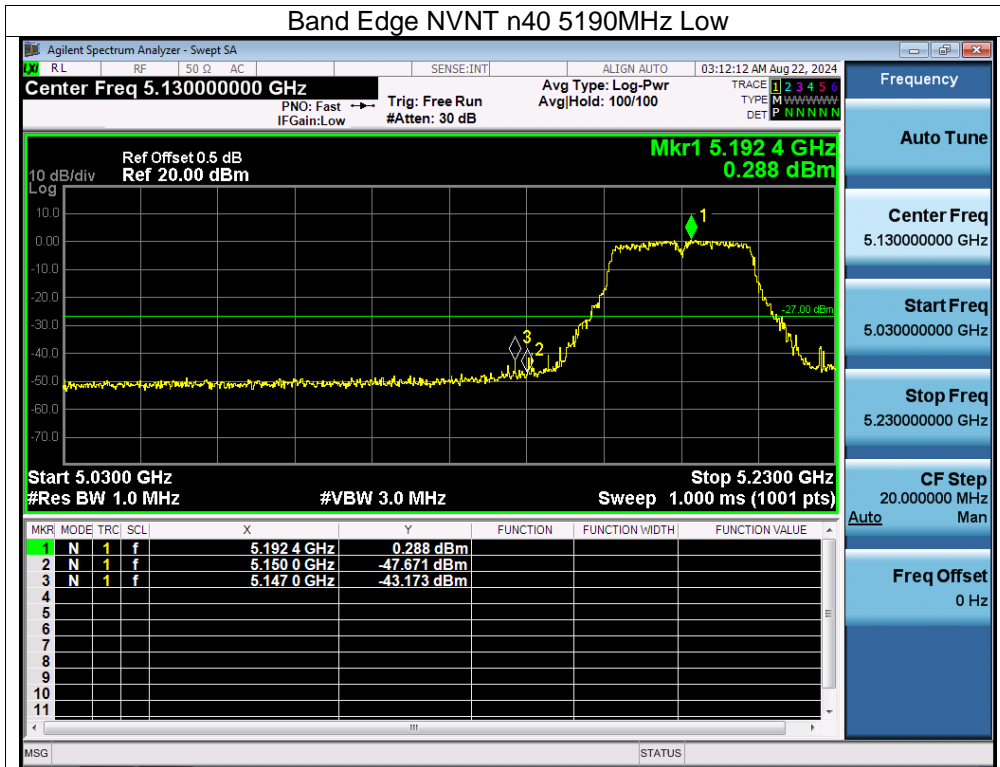 Band Edge NVNT n40 5190MHz Low
Agilent Spectrum Analyzer - Swept SA
LXI RL RF 50 Ω AC SENSE:INT ALIGN AUTO 03:12:12 AM Aug 22, 2024
Center Freq 5.130000000 GHz
PNO: Fast
IFGain:Low
Trig: Free Run
#Atten: 30 dB
Avg Type: Log-Pwr
Avg|Hold: 100/100
TRACE 1 2 3 4 5 6
TYPE M WWWWW
DET P N N N N N
Ref Offset 0.5 dB
10 dB/div Ref 20.00 dBm
Log
Mkr1 5.192 4 GHz
0.288 dBm
10.0
0.00
-10.0
-20.0
-30.0
-40.0
-50.0
-60.0
-70.0
1
-27.00 dBm
3
2
Start 5.0300 GHz Stop 5.2300 GHz
#Res BW 1.0 MHz #VBW 3.0 MHz Sweep 1.000 ms (1001 pts)
MKR MODE TRC SCL X Y FUNCTION FUNCTION WIDTH FUNCTION VALUE
1 N 1 f 5.192 4 GHz 0.288 dBm
2 N 1 f 5.150 0 GHz -47.671 dBm
3 N 1 f 5.147 0 GHz -43.173 dBm
4
5
6
7
8
9
10
11
MSG STATUS
Frequency
Auto Tune
Center Freq
5.130000000 GHz
Start Freq
5.030000000 GHz
Stop Freq
5.230000000 GHz
CF Step
20.000000 MHz
Auto Man
Freq Offset
0 Hz